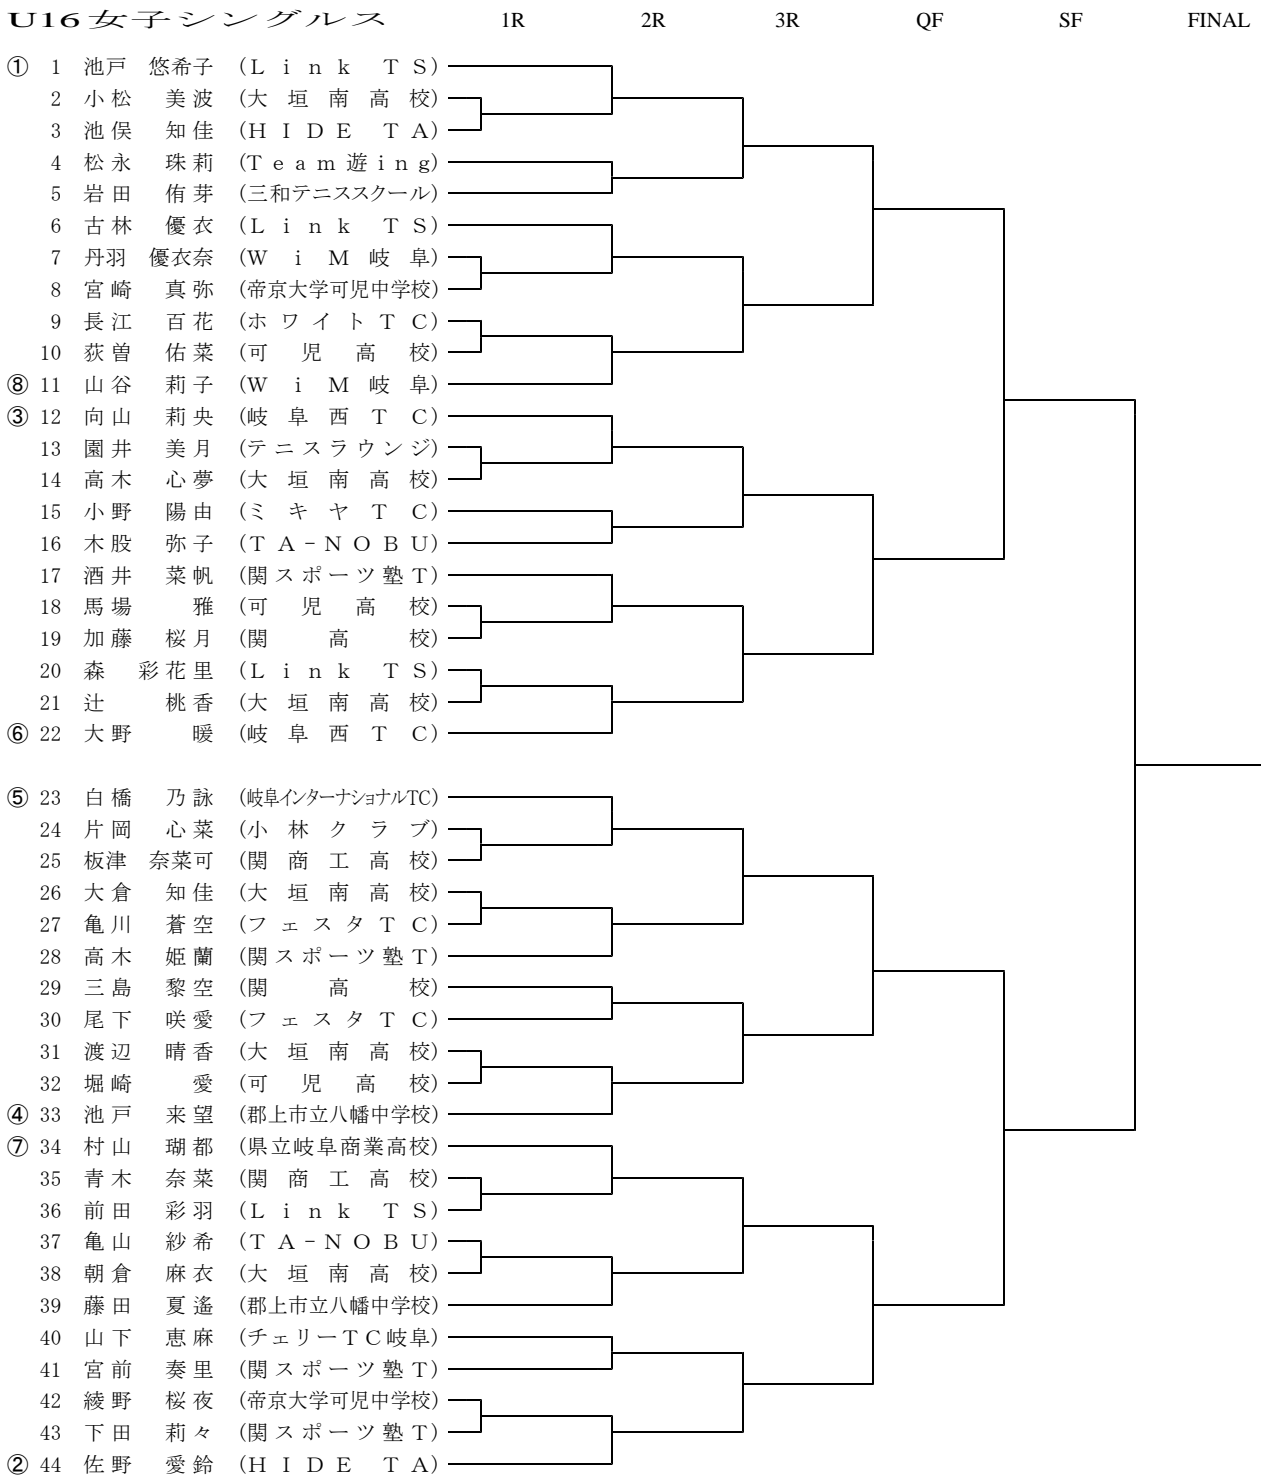 U16女子シングルス 1R 2R 3R QF SF FINAL
① 1 池戸 悠希子 (Link TS)
2 小松 美波 (大垣南高校)
3 池俣 知佳 (HIDE TA)
4 松永 珠莉 (Team遊ing)
5 岩田 侑芽 (三和テニススクール)
6 古林 優衣 (Link TS)
7 丹羽 優衣奈 (WiM岐阜)
8 宮崎 真弥 (帝京大学可児中学校)
9 長江 百花 (ホワイトTC)
10 荻曽 佑菜 (可児高校)
⑧ 11 山谷 莉子 (WiM岐阜)
③ 12 向山 莉央 (岐阜西TC)
13 園井 美月 (テニスラウンジ)
14 高木 心夢 (大垣南高校)
15 小野 陽由 (ミキヤTC)
16 木股 弥子 (TA-NOBU)
17 酒井 菜帆 (関スポーツ塾T)
18 馬場 雅 (可児高校)
19 加藤 桜月 (関高校)
20 森 彩花里 (Link TS)
21 辻 桃香 (大垣南高校)
⑥ 22 大野 暖 (岐阜西TC)
⑤ 23 白橋 乃詠 (岐阜インターナショナルTC)
24 片岡 心菜 (小林クラブ)
25 板津 奈菜可 (関商工高校)
26 大倉 知佳 (大垣南高校)
27 亀川 蒼空 (フェスタTC)
28 高木 姫蘭 (関スポーツ塾T)
29 三島 黎空 (関高校)
30 尾下 咲愛 (フェスタTC)
31 渡辺 晴香 (大垣南高校)
32 堀崎 愛 (可児高校)
④ 33 池戸 来望 (郡上市立八幡中学校)
⑦ 34 村山 瑚都 (県立岐阜商業高校)
35 青木 奈菜 (関商工高校)
36 前田 彩羽 (Link TS)
37 亀山 紗希 (TA-NOBU)
38 朝倉 麻衣 (大垣南高校)
39 藤田 夏遙 (郡上市立八幡中学校)
40 山下 恵麻 (チェリーTC岐阜)
41 宮前 奏里 (関スポーツ塾T)
42 綾野 桜夜 (帝京大学可児中学校)
43 下田 莉々 (関スポーツ塾T)
② 44 佐野 愛鈴 (HIDE TA)